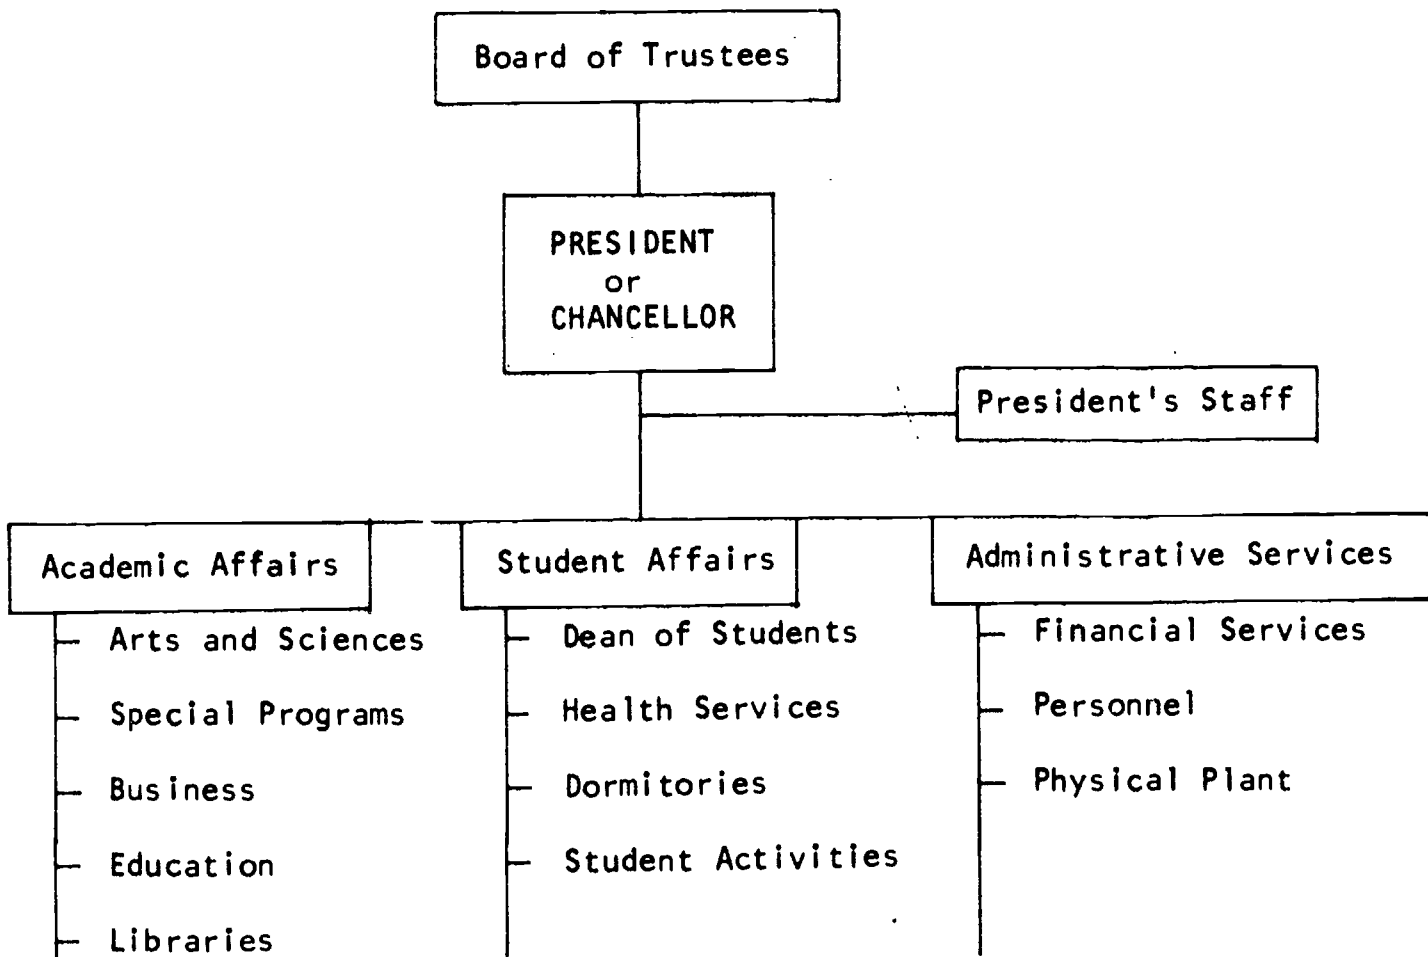 Board of Trustees
PRESIDENT
or
CHANCELLOR
President's Staff
Academic Affairs
Arts and Sciences
Special Programs
Business
Education
Libraries
Student Affairs
Dean of Students
Health Services
Dormitories
Student Activities
Administrative Services
Financial Services
Personnel
Physical Plant